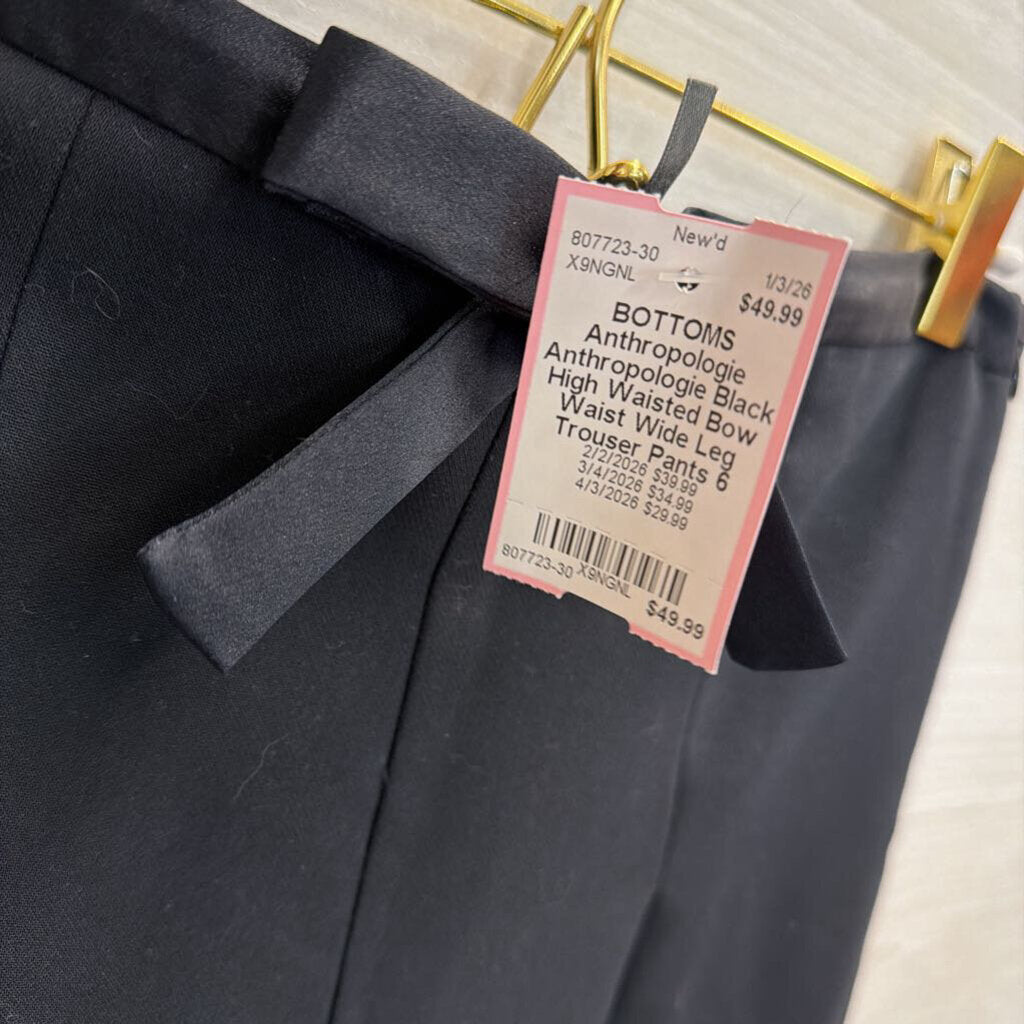 New'd
807723-30
X9NGNL
1/3/26
$49.99
BOTTOMS
Anthropologie
Anthropologie Black
High Waisted Bow
Waist Wide Leg
Trouser Pants 6
2/2/2026 $39.99
3/4/2026 $34.99
4/3/2026 $29.99
807723-30 X9NGNL
$49.99